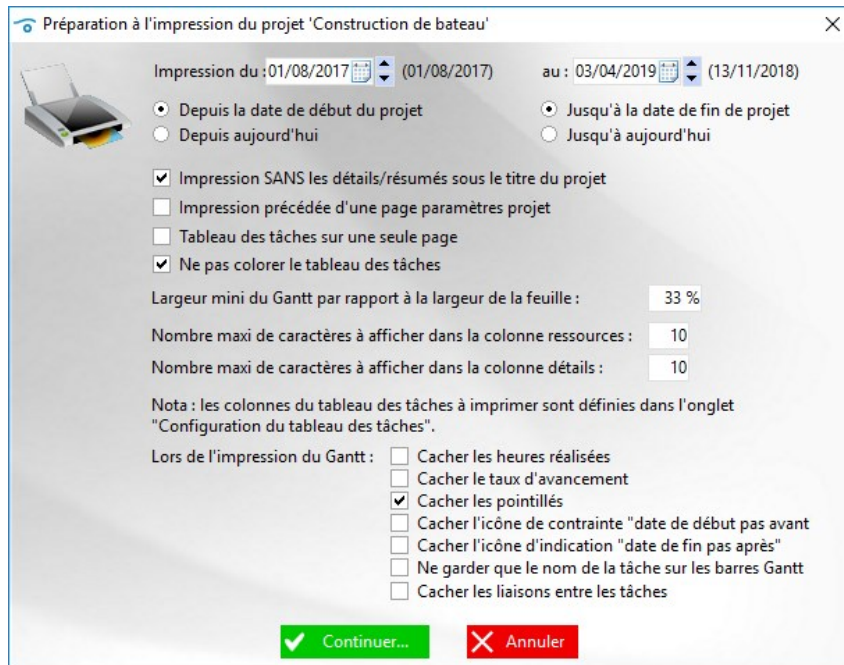 Préparation à l'impression du projet 'Construction de bateau'
Impression du : 01/08/2017 (01/08/2017) au : 03/04/2019 (13/11/2018)
Depuis la date de début du projet Jusqu'à la date de fin de projet
Depuis aujourd'hui Jusqu'à aujourd'hui
Impression SANS les détails/résumés sous le titre du projet
Impression précédée d'une page paramètres projet
Tableau des tâches sur une seule page
Ne pas colorer le tableau des tâches
Largeur mini du Gantt par rapport à la largeur de la feuille : 33 %
Nombre maxi de caractères à afficher dans la colonne ressources : 10
Nombre maxi de caractères à afficher dans la colonne détails : 10
Nota : les colonnes du tableau des tâches à imprimer sont définies dans l'onglet
"Configuration du tableau des tâches".
Lors de l'impression du Gantt : Cacher les heures réalisées
Cacher le taux d'avancement
Cacher les pointillés
Cacher l'icône de contrainte "date de début pas avant
Cacher l'icône d'indication "date de fin pas après"
Ne garder que le nom de la tâche sur les barres Gantt
Cacher les liaisons entre les tâches
Continuer... Annuler